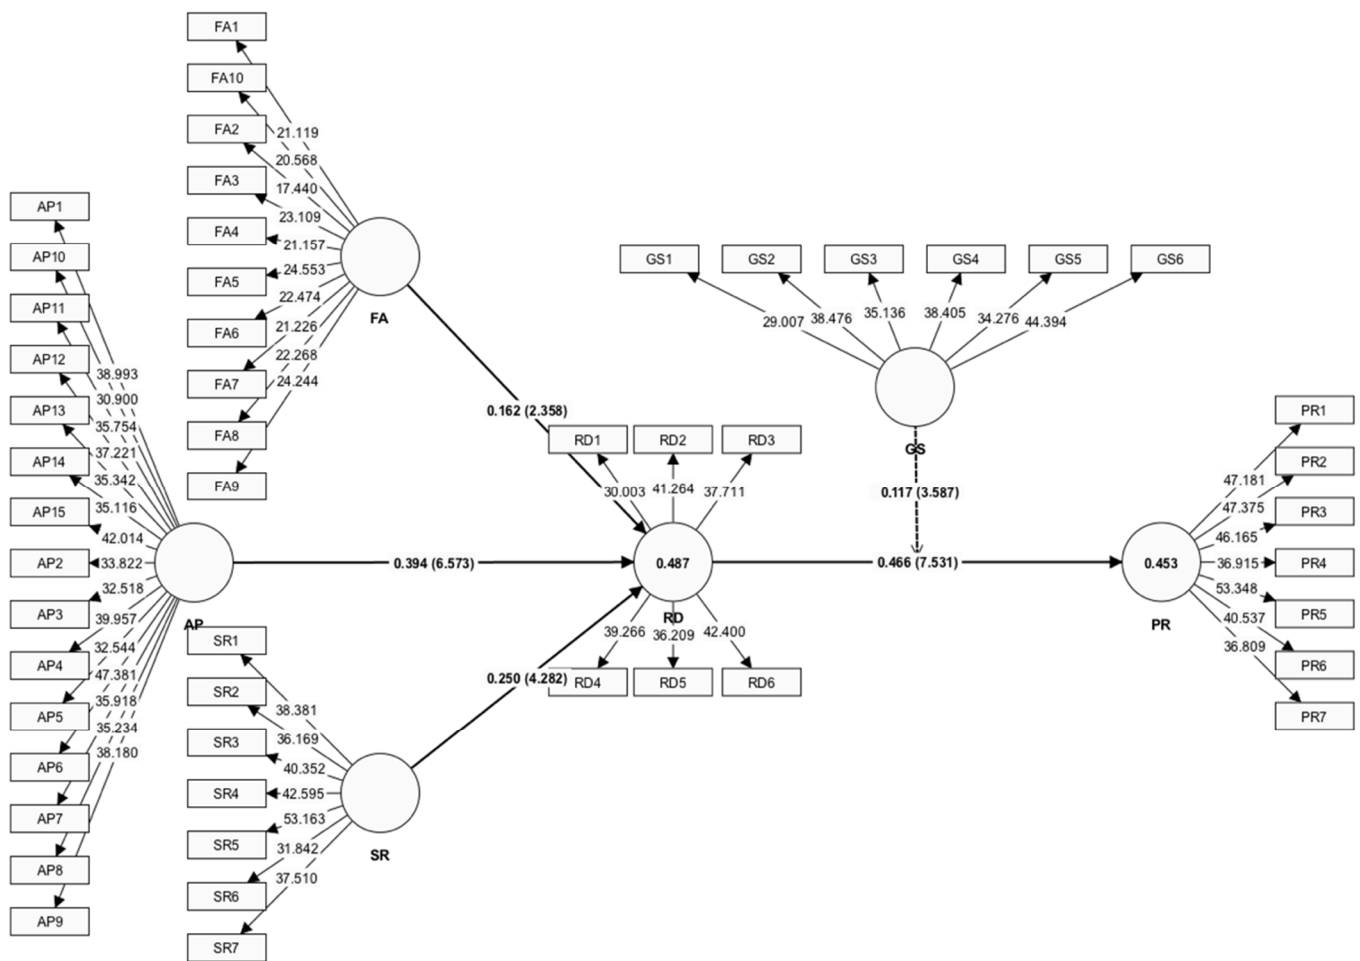 FA1
FA10
FA2
FA3
FA4
FA5
FA6
FA7
FA8
FA9
21.119
20.568
17.440
23.109
21.157
24.553
22.474
21.226
22.268
24.244
FA
AP1
AP10
AP11
AP12
AP13
AP14
AP15
AP2
AP3
AP4
AP5
AP6
AP7
AP8
AP9
38.993
30.900
35.754
37.221
35.342
35.116
42.014
33.822
32.518
39.957
32.544
47.381
35.918
35.234
38.180
AP
SR1
SR2
SR3
SR4
SR5
SR6
SR7
38.381
36.169
40.352
42.595
53.163
31.842
37.510
SR
0.162 (2.358)
0.394 (6.573)
0.250 (4.282)
RD1
RD2
RD3
30.003
41.264
37.711
0.487
RD
39.266
36.209
42.400
RD4
RD5
RD6
GS1
GS2
GS3
GS4
GS5
GS6
29.007
38.476
35.136
38.405
34.276
44.394
GS
0.117 (3.587)
0.466 (7.531)
0.453
PR
47.181
47.375
46.165
36.915
53.348
40.537
36.809
PR1
PR2
PR3
PR4
PR5
PR6
PR7